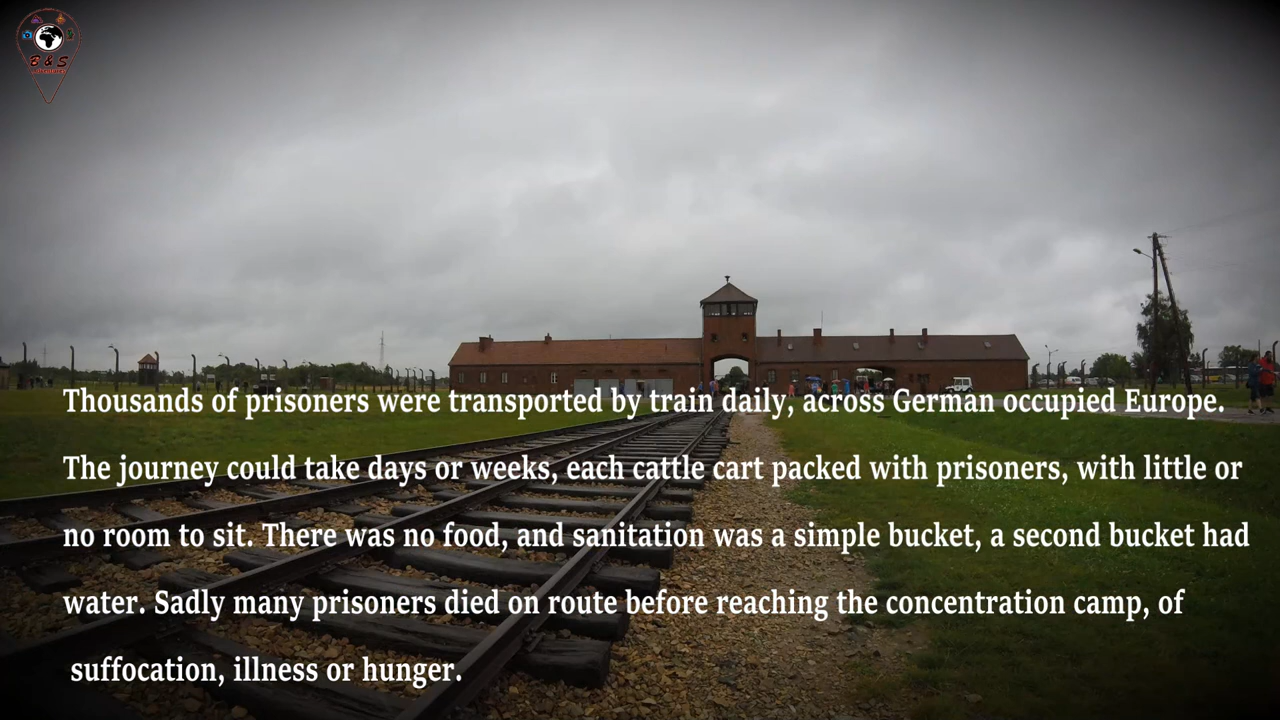 B & S
Adventures
Thousands of prisoners were transported by train daily, across German occupied Europe.
The journey could take days or weeks, each cattle cart packed with prisoners, with little or
no room to sit. There was no food, and sanitation was a simple bucket, a second bucket had
water. Sadly many prisoners died on route before reaching the concentration camp, of
suffocation, illness or hunger.